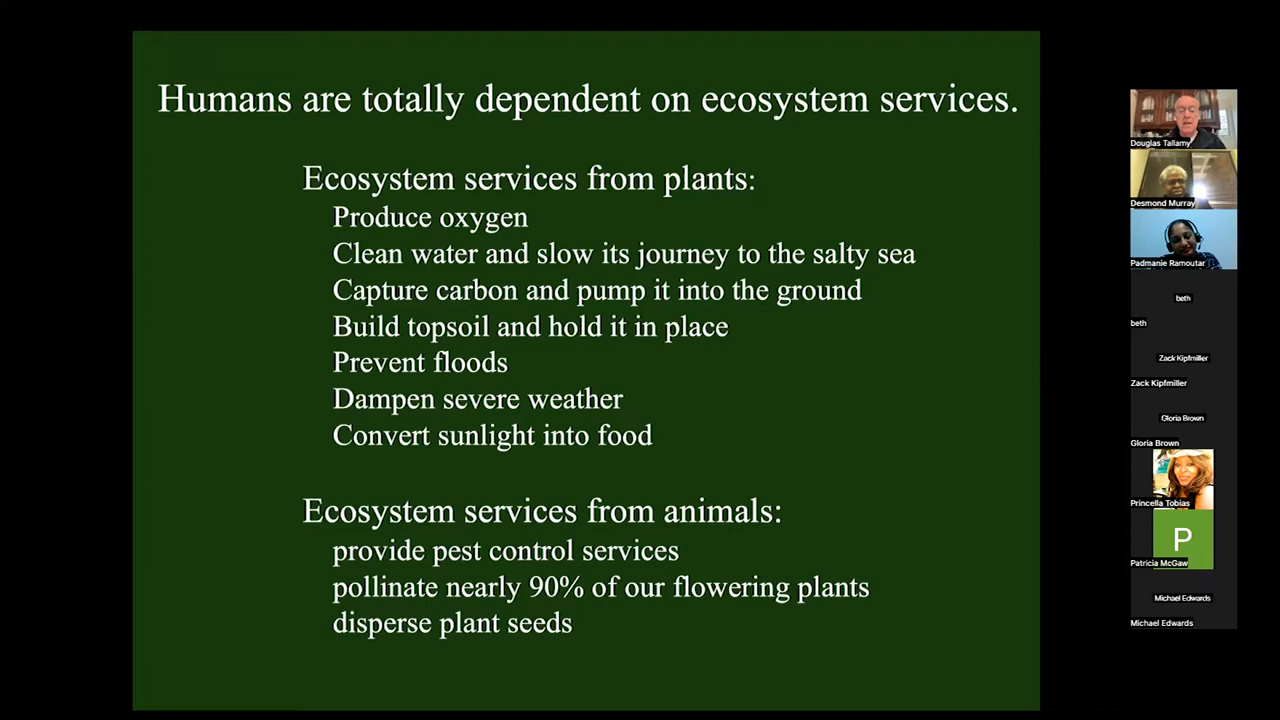 Humans are totally dependent on ecosystem services.
Ecosystem services from plants:
Produce oxygen
Clean water and slow its journey to the salty sea
Capture carbon and pump it into the ground
Build topsoil and hold it in place
Prevent floods
Dampen severe weather
Convert sunlight into food
Ecosystem services from animals:
provide pest control services
pollinate nearly 90% of our flowering plants
disperse plant seeds
Douglas Tallamy
Desmond Murray
Padmanie Ramoutar
beth
beth
Zack Kipfmiller
Zack Kipfmiller
Gloria Brown
Gloria Brown
Princella Tobias
P
Patricia McGaw
Michael Edwards
Michael Edwards